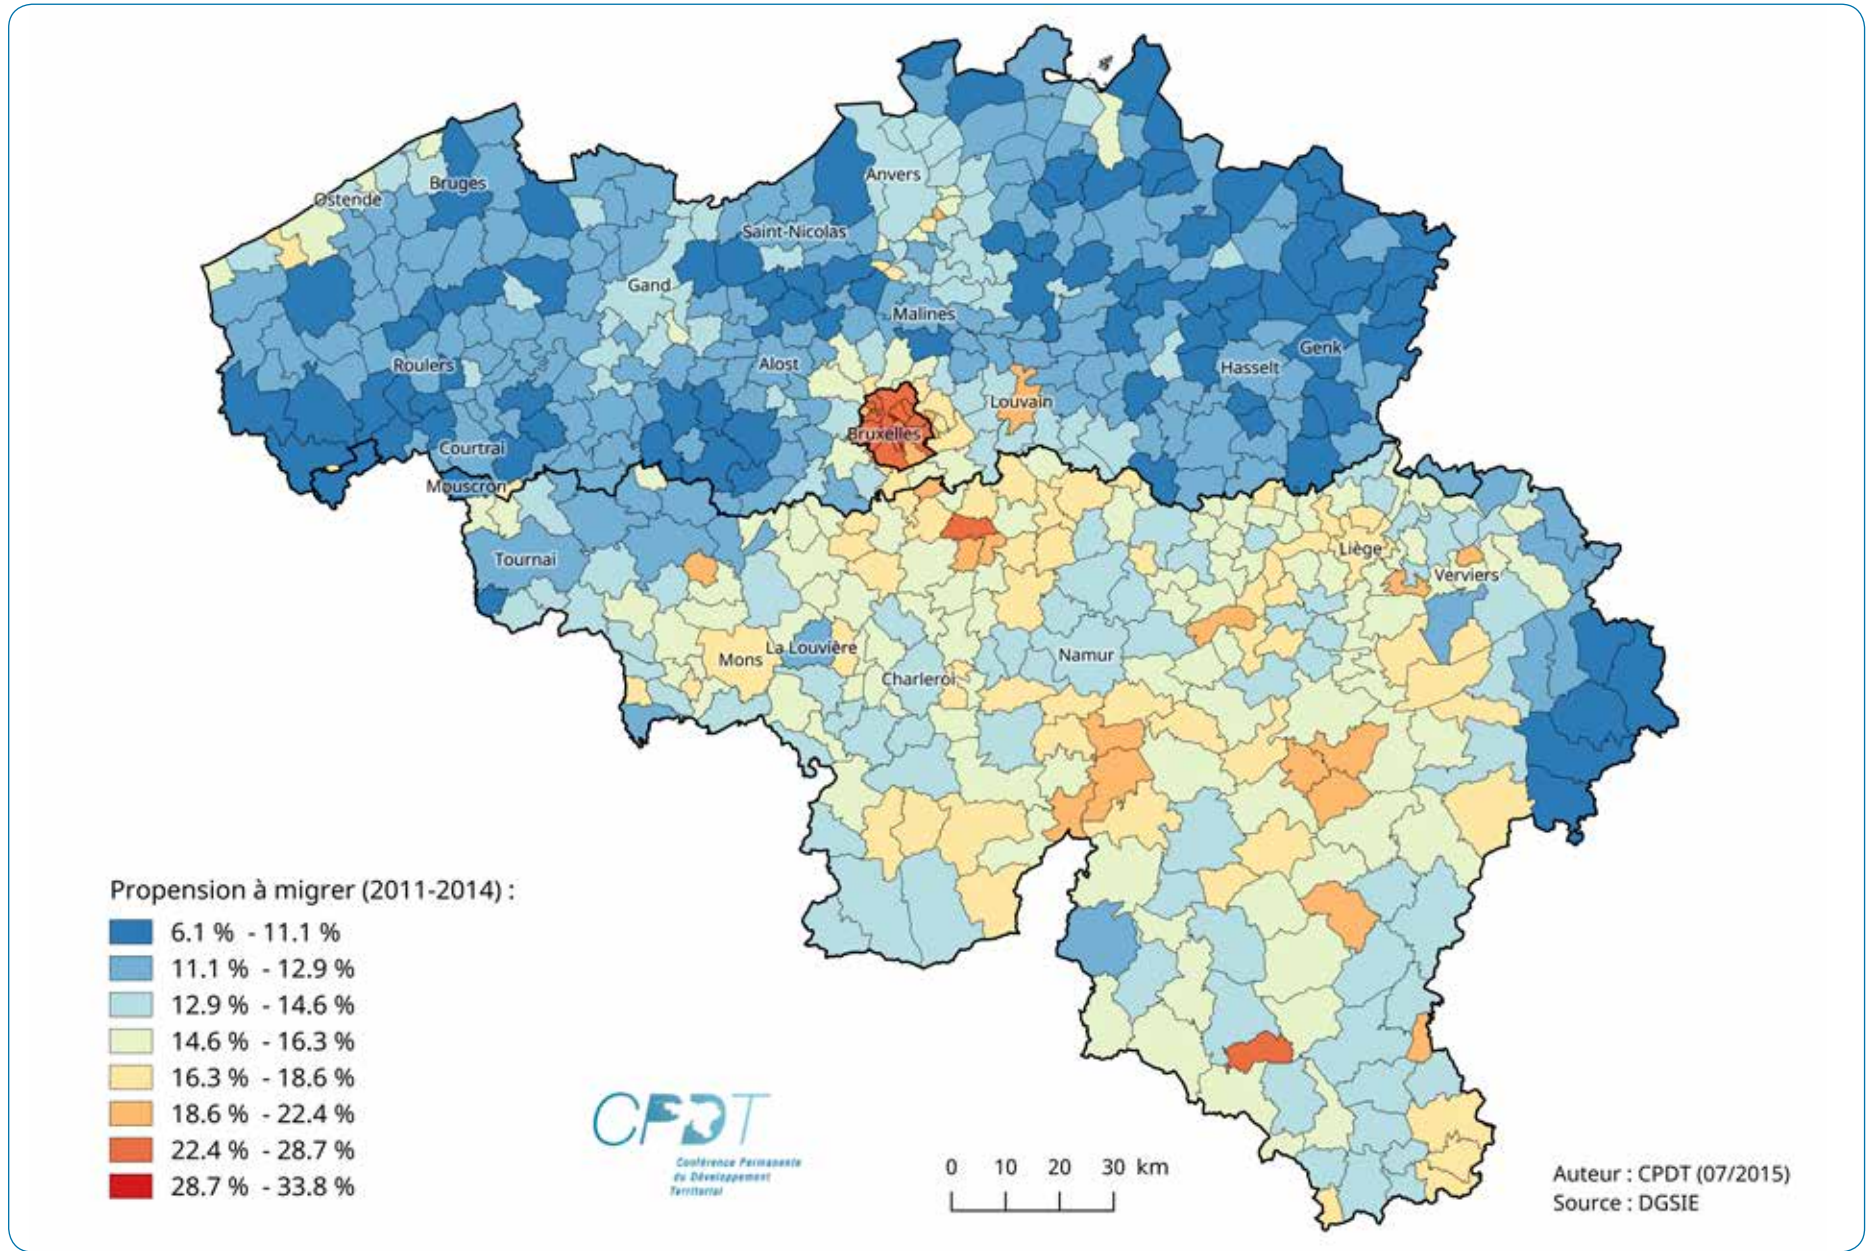 Anvers
Bruges
Ostende
Saint-Nicolas
Gand
Malines
Genk
Roulers
Alost
Hasselt
Louvain
Bruxelles
Courtrai
Mouscron
Liège
Tournai
Verviers
La Louvière
Mons
Namur
Charleroi
Propension à migrer (2011-2014) :
6.1 % - 11.1 %
11.1 % - 12.9 %
12.9 % - 14.6 %
14.6 % - 16.3 %
16.3 % - 18.6 %
18.6 % - 22.4 %
22.4 % - 28.7 %
28.7 % - 33.8 %
CPDT
Conférence Permanente
du Développement
Territorial
0 10 20 30 km
Auteur : CPDT (07/2015)
Source : DGSIE